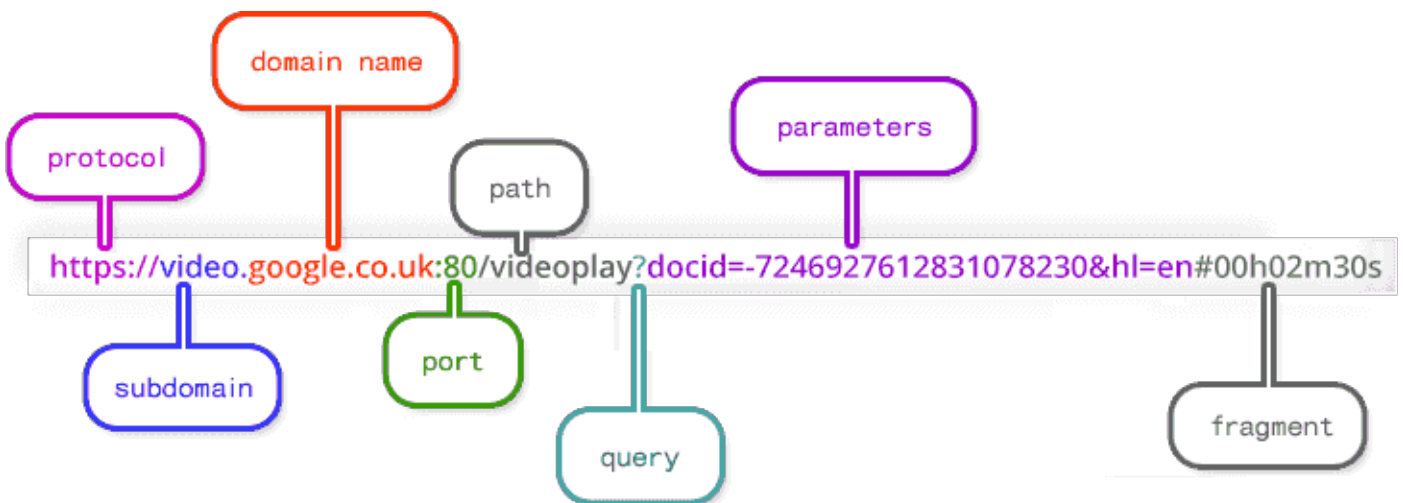 domain name
protocol
parameters
path
https://video.google.co.uk:80/videoplay?docid=-7246927612831078230&hl=en#00h02m30s
subdomain
port
query
fragment